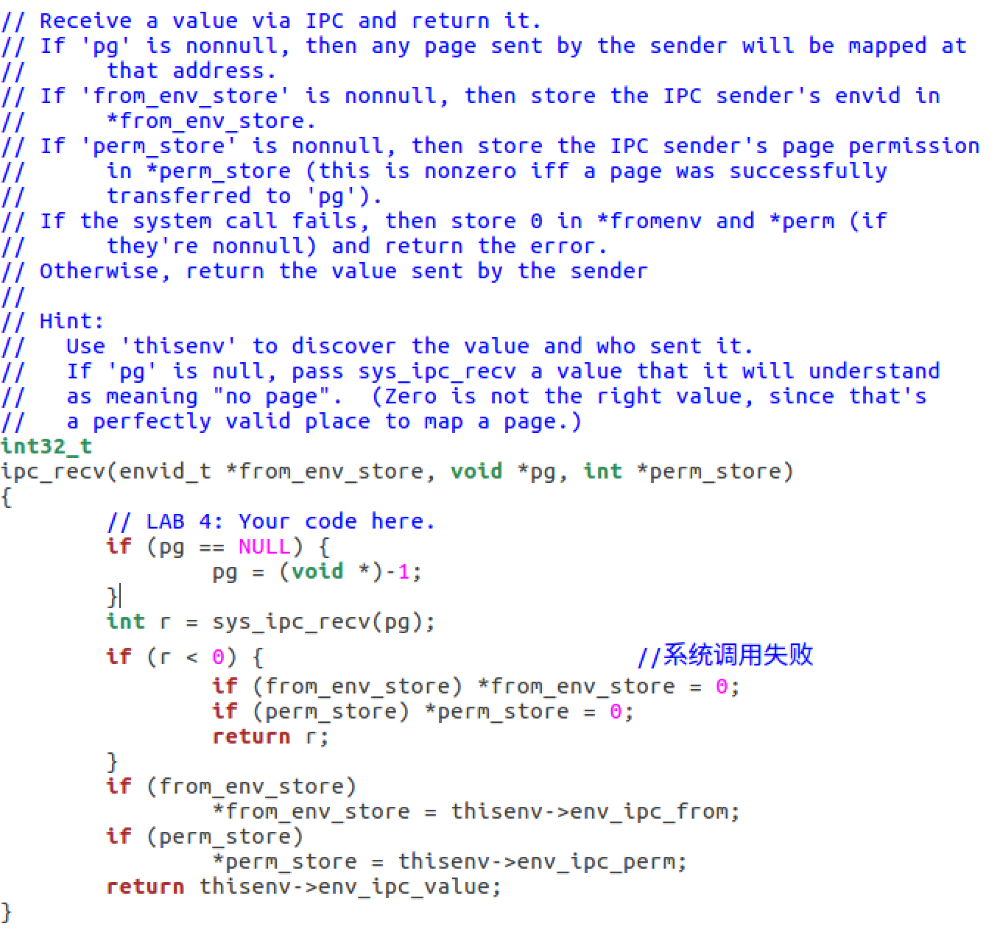 // Receive a value via IPC and return it.
// If 'pg' is nonnull, then any page sent by the sender will be mapped at
//      that address.
// If 'from_env_store' is nonnull, then store the IPC sender's envid in
//      *from_env_store.
// If 'perm_store' is nonnull, then store the IPC sender's page permission
//      in *perm_store (this is nonzero iff a page was successfully
//      transferred to 'pg').
// If the system call fails, then store 0 in *fromenv and *perm (if
//      they're nonnull) and return the error.
// Otherwise, return the value sent by the sender
//
// Hint:
//   Use 'thisenv' to discover the value and who sent it.
//   If 'pg' is null, pass sys_ipc_recv a value that it will understand
//   as meaning "no page".  (Zero is not the right value, since that's
//   a perfectly valid place to map a page.)
int32_t
ipc_recv(envid_t *from_env_store, void *pg, int *perm_store)
{
        // LAB 4: Your code here.
        if (pg == NULL) {
                pg = (void *)-1;
        }
        int r = sys_ipc_recv(pg);
        if (r < 0) {                            //系统调用失败
                if (from_env_store) *from_env_store = 0;
                if (perm_store) *perm_store = 0;
                return r;
        }
        if (from_env_store)
                *from_env_store = thisenv->env_ipc_from;
        if (perm_store)
                *perm_store = thisenv->env_ipc_perm;
        return thisenv->env_ipc_value;
}